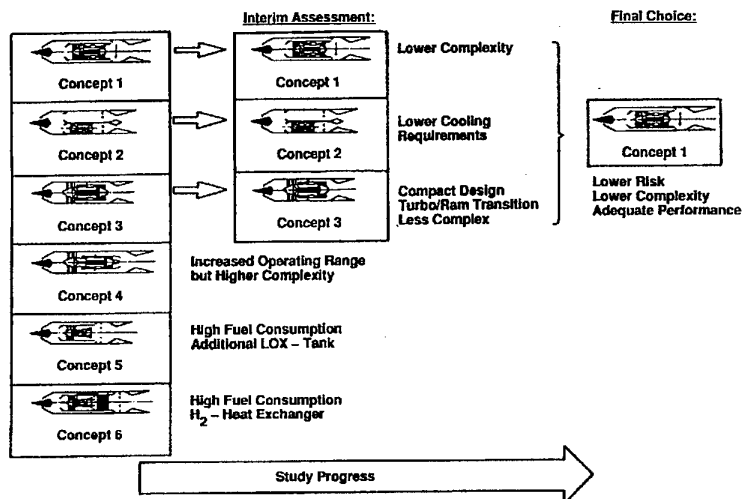 Interim Assessment:
Final Choice:
Concept 1
Concept 2
Concept 3
Concept 4
Concept 5
Concept 6
Concept 1
Lower Complexity
Concept 2
Lower Cooling
Requirements
Concept 3
Compact Design
Turbo/Ram Transition
Less Complex
Increased Operating Range
but Higher Complexity
High Fuel Consumption
Additional LOX – Tank
High Fuel Consumption
H2 – Heat Exchanger
Concept 1
Lower Risk
Lower Complexity
Adequate Performance
Study Progress